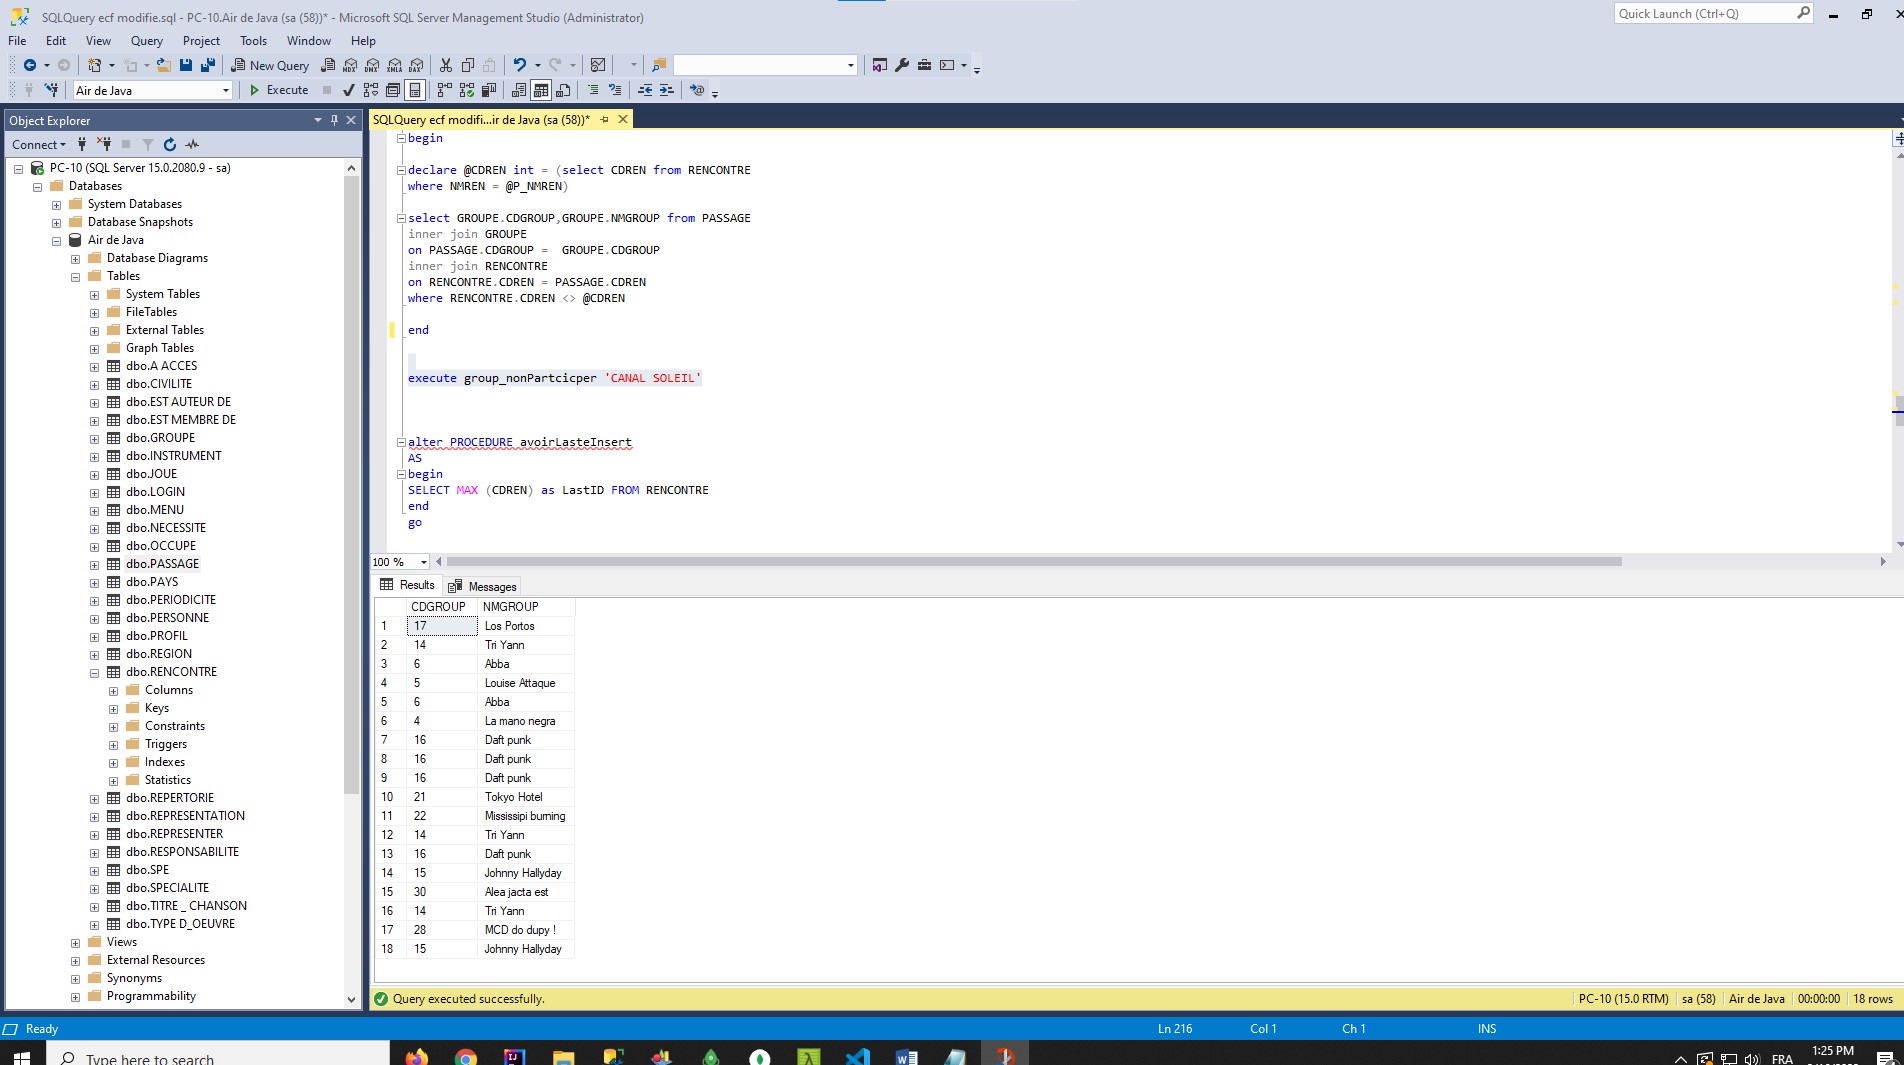 SQLQuery ecf modifie.sql - PC-10.Air de Java (sa (58))* - Microsoft SQL Server Management Studio (Administrator)
Quick Launch (Ctrl+Q)
File Edit View Query Project Tools Window Help
New Query
MDX DMX XMLA DAX
Air de Java Execute
Object Explorer
Connect
PC-10 (SQL Server 15.0.2080.9 - sa)
Databases
System Databases
Database Snapshots
Air de Java
Database Diagrams
Tables
System Tables
FileTables
External Tables
Graph Tables
dbo.A ACCES
dbo.CIVILITE
dbo.EST AUTEUR DE
dbo.EST MEMBRE DE
dbo.GROUPE
dbo.INSTRUMENT
dbo.JOUE
dbo.LOGIN
dbo.MENU
dbo.NECESSITE
dbo.OCCUPE
dbo.PASSAGE
dbo.PAYS
dbo.PERIODICITE
dbo.PERSONNE
dbo.PROFIL
dbo.REGION
dbo.RENCONTRE
Columns
Keys
Constraints
Triggers
Indexes
Statistics
dbo.REPERTORIE
dbo.REPRESENTATION
dbo.REPRESENTER
dbo.RESPONSABILITE
dbo.SPE
dbo.SPECIALITE
dbo.TITRE _ CHANSON
dbo.TYPE D_OEUVRE
Views
External Resources
Synonyms
Programmability
SQLQuery ecf modifi...ir de Java (sa (58))*
begin
declare @CDREN int = (select CDREN from RENCONTRE
where NMREN = @P_NMREN)
select GROUPE.CDGROUP,GROUPE.NMGROUP from PASSAGE
inner join GROUPE
on PASSAGE.CDGROUP =  GROUPE.CDGROUP
inner join RENCONTRE
on RENCONTRE.CDREN = PASSAGE.CDREN
where RENCONTRE.CDREN <> @CDREN
end
execute group_nonPartcicper 'CANAL SOLEIL'
alter PROCEDURE avoirLasteInsert
AS
begin
SELECT MAX (CDREN) as LastID FROM RENCONTRE
end
go
100 %
Results Messages
CDGROUP NMGROUP
1 17 Los Portos
2 14 Tri Yann
3 6 Abba
4 5 Louise Attaque
5 6 Abba
6 4 La mano negra
7 16 Daft punk
8 16 Daft punk
9 16 Daft punk
10 21 Tokyo Hotel
11 22 Mississipi burning
12 14 Tri Yann
13 16 Daft punk
14 15 Johnny Hallyday
15 30 Alea jacta est
16 14 Tri Yann
17 28 MCD do dupy !
18 15 Johnny Hallyday
Query executed successfully. PC-10 (15.0 RTM) sa (58) Air de Java 00:00:00 18 rows
Ready Ln 216 Col 1 Ch 1 INS
Type here to search
FRA 1:25 PM